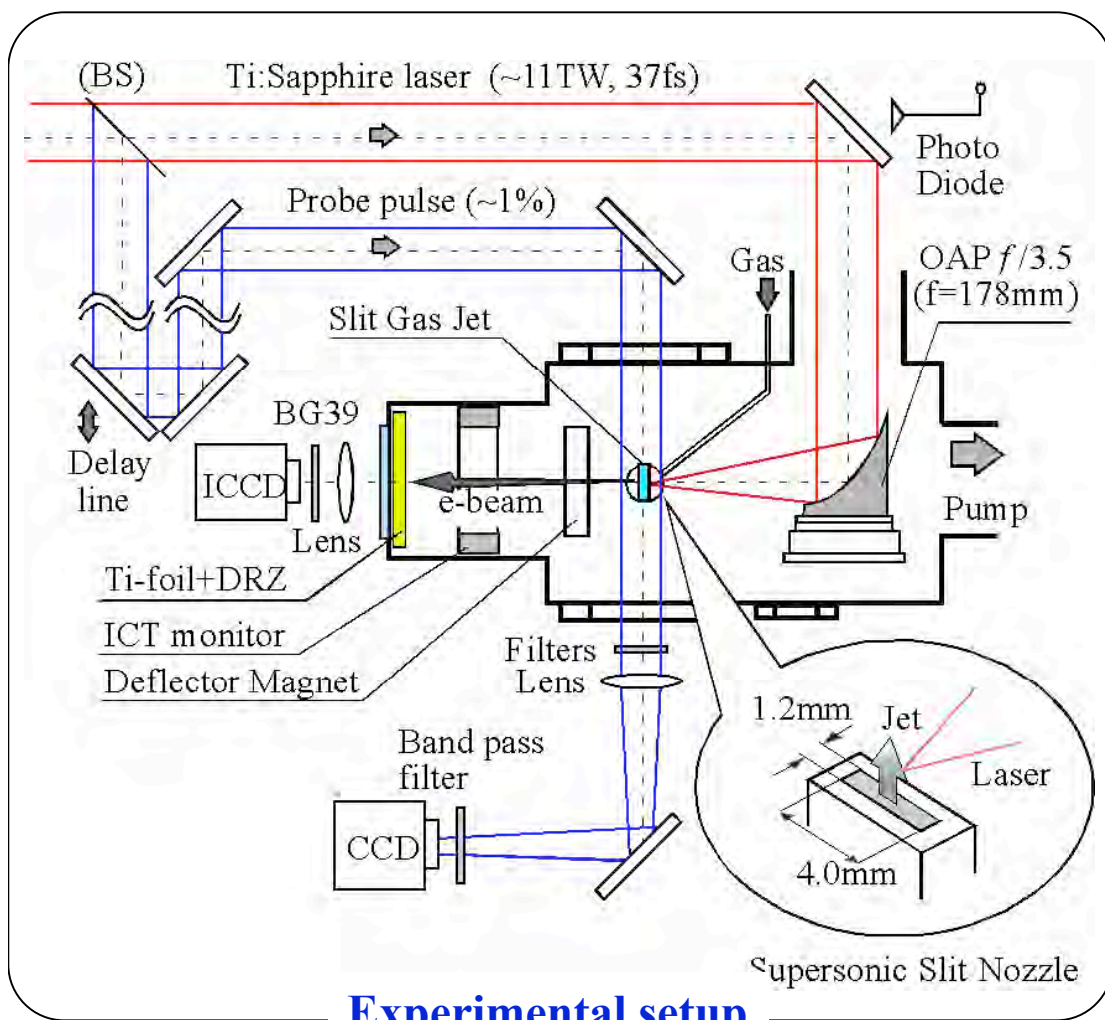 (BS)
Ti:Sapphire laser (~11TW, 37fs)
Photo
Diode
Probe pulse (~1%)
Gas
OAP f/3.5
(f=178mm)
Slit Gas Jet
BG39
Delay
line
ICCD
Lens
e-beam
Pump
Ti-foil+DRZ
ICT monitor
Deflector Magnet
Filters
Lens
1.2mm
Jet
Laser
Band pass
filter
CCD
4.0mm
Supersonic Slit Nozzle
Experimental setup